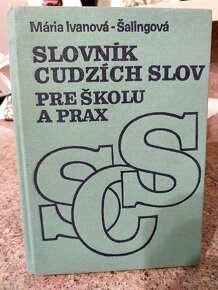 Mária Ivanová - Šalingová
SLOVNÍK
CUDZÍCH SLOV
PRE ŠKOLU
A PRAX
SCS